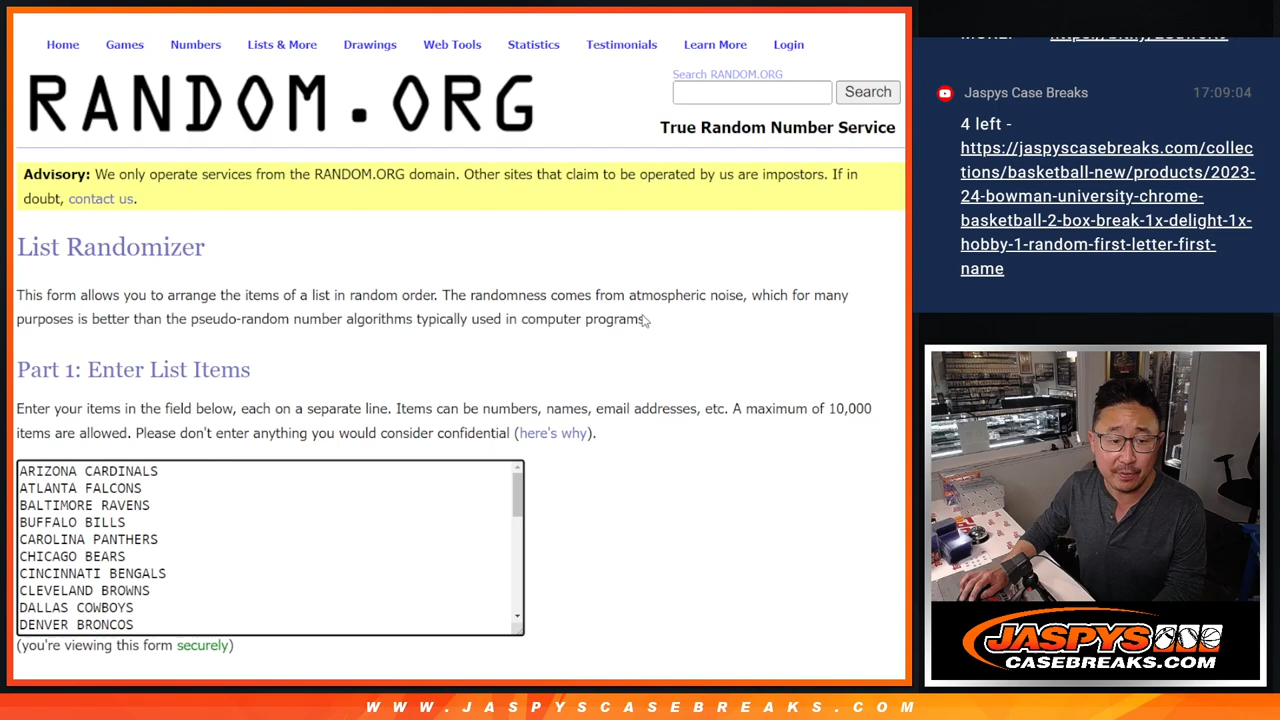 Home Games Numbers Lists & More Drawings Web Tools Statistics Testimonials Learn More Login
RANDOM.ORG
Search RANDOM.ORG
Search
True Random Number Service
Advisory: We only operate services from the RANDOM.ORG domain. Other sites that claim to be operated by us are impostors. If in
doubt, contact us.
List Randomizer
This form allows you to arrange the items of a list in random order. The randomness comes from atmospheric noise, which for many
purposes is better than the pseudo-random number algorithms typically used in computer programs.
Part 1: Enter List Items
Enter your items in the field below, each on a separate line. Items can be numbers, names, email addresses, etc. A maximum of 10,000
items are allowed. Please don't enter anything you would consider confidential (here's why).
ARIZONA CARDINALS
ATLANTA FALCONS
BALTIMORE RAVENS
BUFFALO BILLS
CAROLINA PANTHERS
CHICAGO BEARS
CINCINNATI BENGALS
CLEVELAND BROWNS
DALLAS COWBOYS
DENVER BRONCOS
(you're viewing this form securely)
Jaspys Case Breaks 17:09:04
4 left -
https://jaspyscasebreaks.com/collec
tions/basketball-new/products/2023-
24-bowman-university-chrome-
basketball-2-box-break-1x-delight-1x-
hobby-1-random-first-letter-first-
name
JASPYS
CASEBREAKS.COM
WWW.JASPYSCASEBREAKS.COM